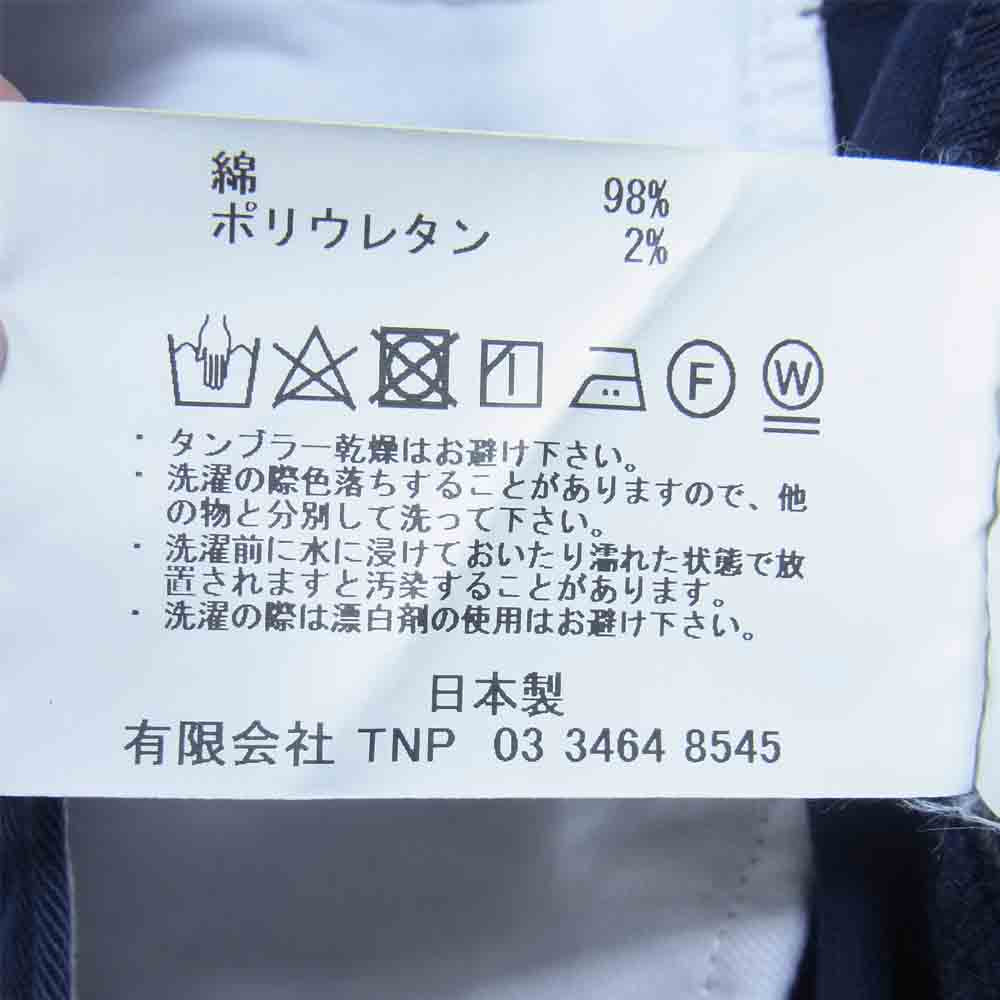 綿 98%
ポリウレタン 2%
F W
・タンブラー乾燥はお避け下さい。
・洗濯の際色落ちすることがありますので、他
の物と分別して洗って下さい。
・洗濯前に水に浸けておいたり濡れた状態で放
置されますと汚染することがあります。
・洗濯の際は漂白剤の使用はお避け下さい。
日本製
有限会社 TNP 03 3464 8545